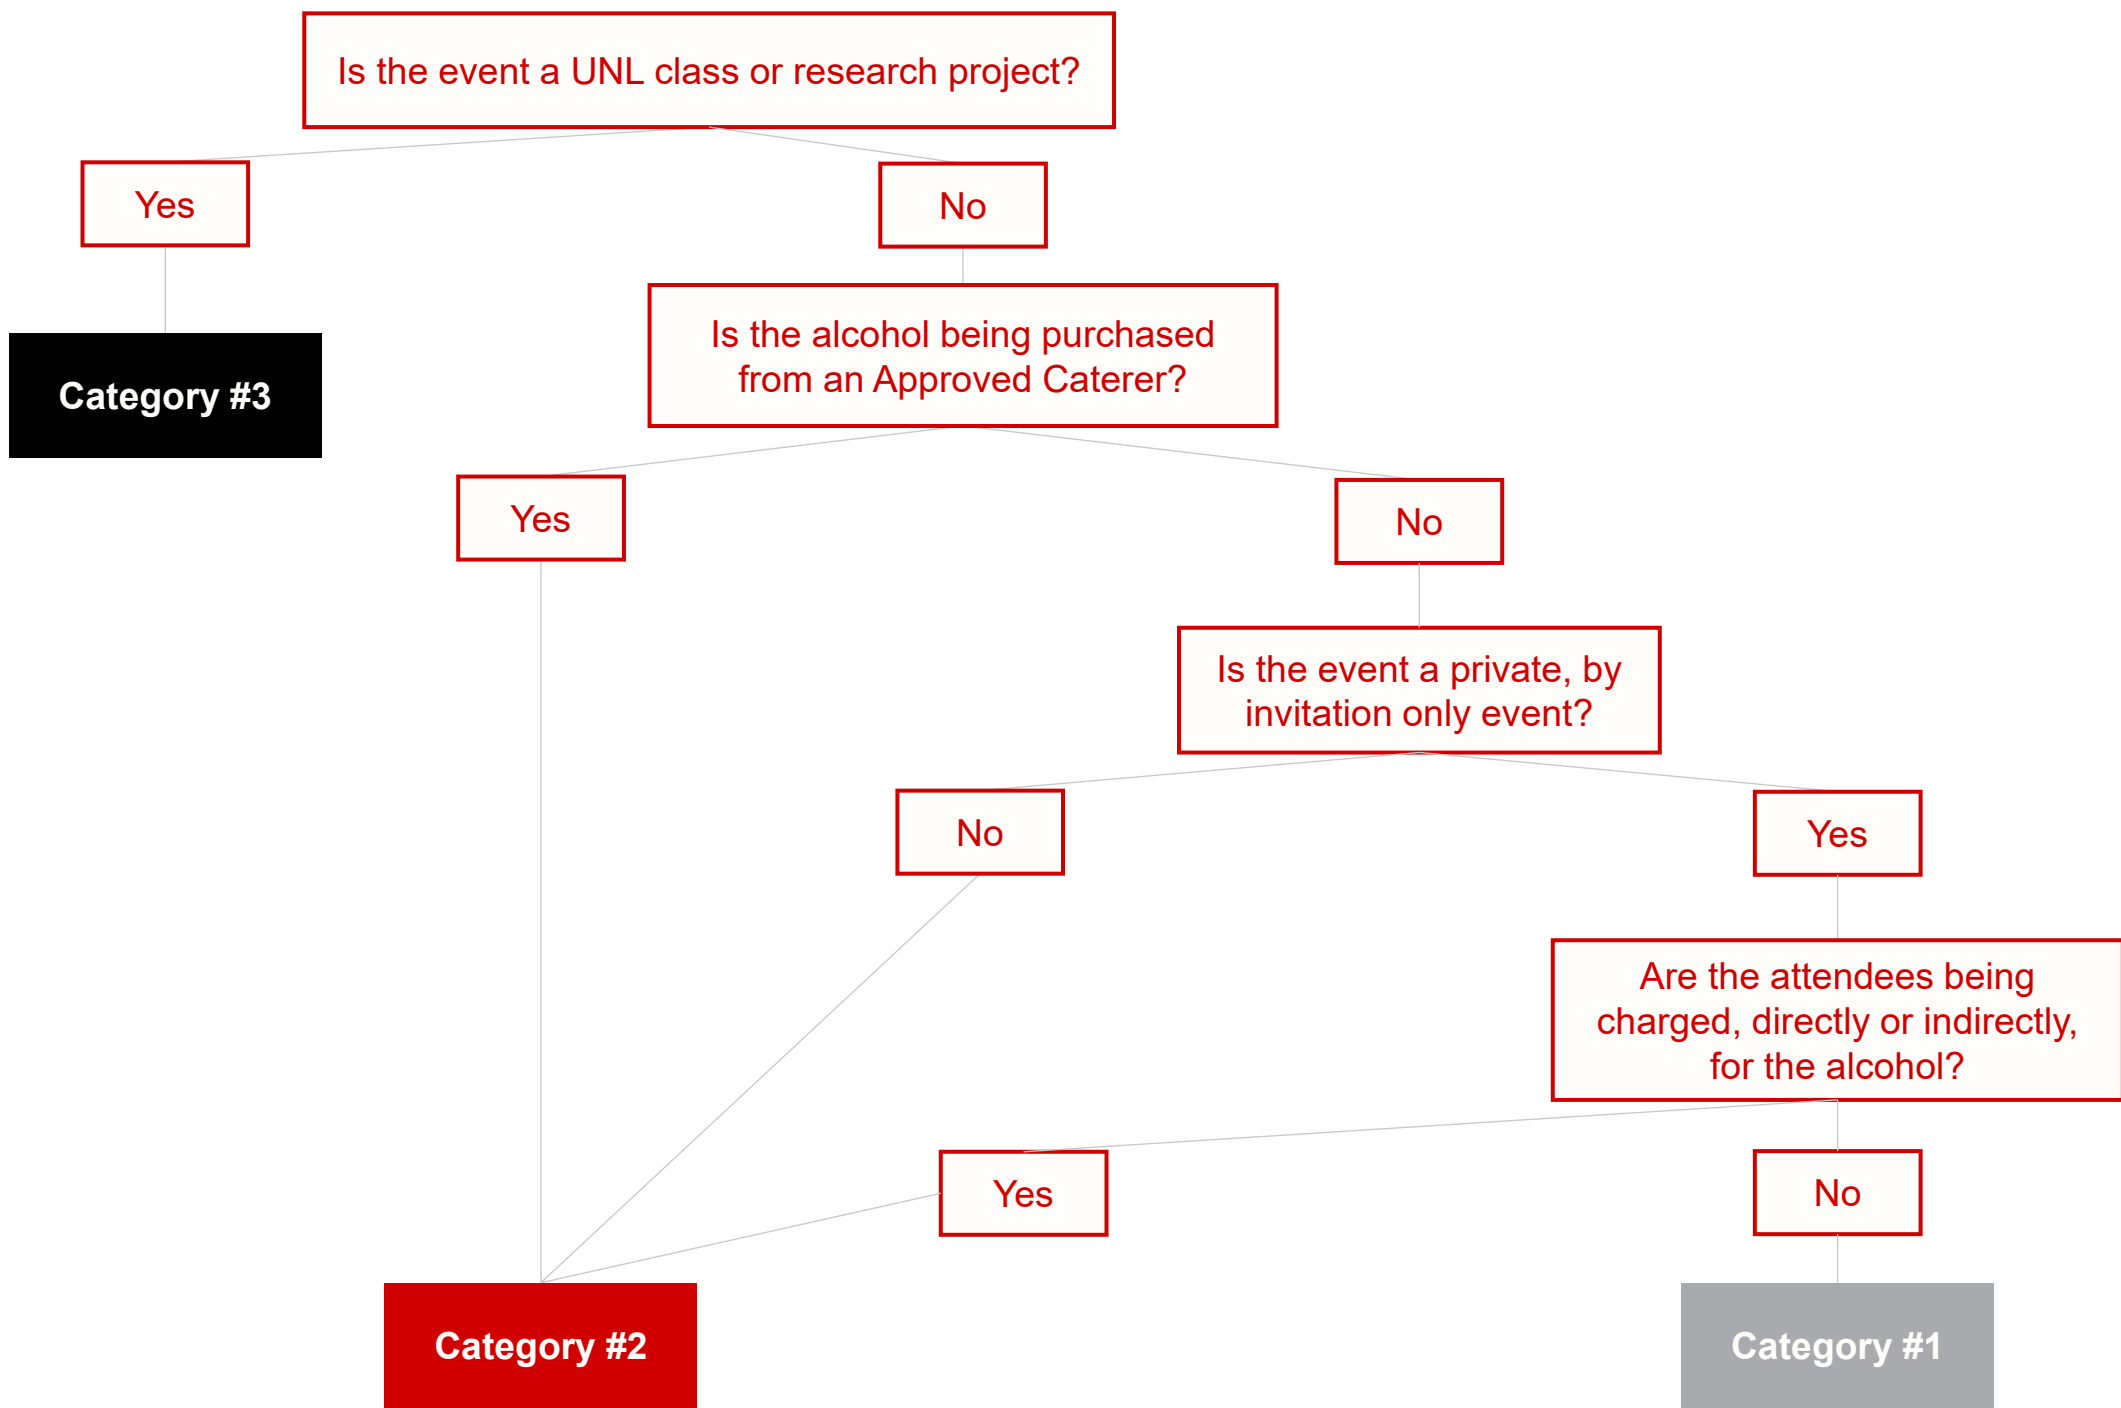 Is the event a UNL class or research project?
Yes
No
Category #3
Is the alcohol being purchased
from an Approved Caterer?
Yes
No
Is the event a private, by
invitation only event?
No
Yes
Are the attendees being
charged, directly or indirectly,
for the alcohol?
Yes
No
Category #2
Category #1